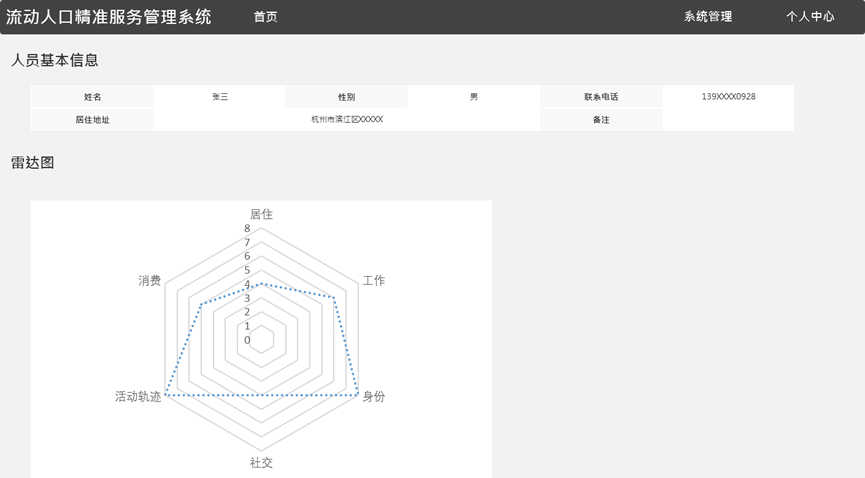 流动人口精准服务管理系统 首页 系统管理 个人中心
人员基本信息
姓名 张三 性别 男 联系电话 139XXXX0928
居住地址 杭州市滨江区XXXXX 备注
雷达图
居住
8
7
6
消费 5 工作
4
3
2
1
0
活动轨迹 身份
社交